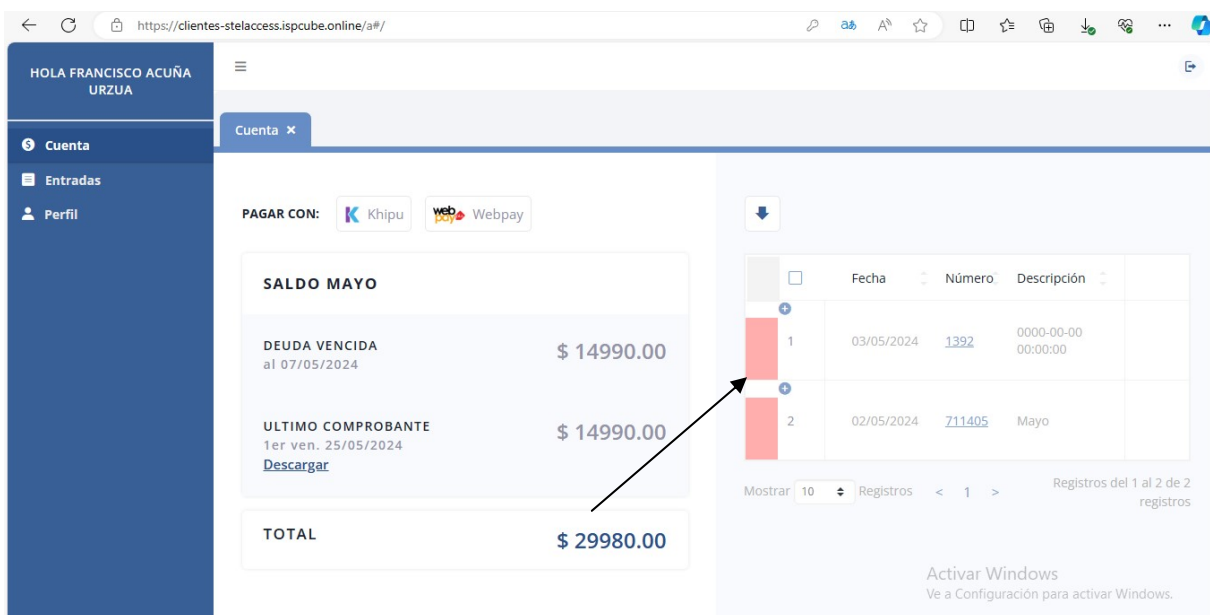 https://clientes-stelaccess.ispcube.online/a#/
HOLA FRANCISCO ACUÑA
URZUA
Cuenta
Entradas
Perfil
Cuenta ×
PAGAR CON:
Khipu
web
pay
Webpay
SALDO MAYO
DEUDA VENCIDA
al 07/05/2024
$ 14990.00
ULTIMO COMPROBANTE
1er ven. 25/05/2024
Descargar
$ 14990.00
TOTAL
$ 29980.00
Fecha Número Descripción
1 03/05/2024 1392 0000-00-00
00:00:00
2 02/05/2024 711405 Mayo
Mostrar 10 Registros < 1 >
Registros del 1 al 2 de 2
registros
Activar Windows
Ve a Configuración para activar Windows.